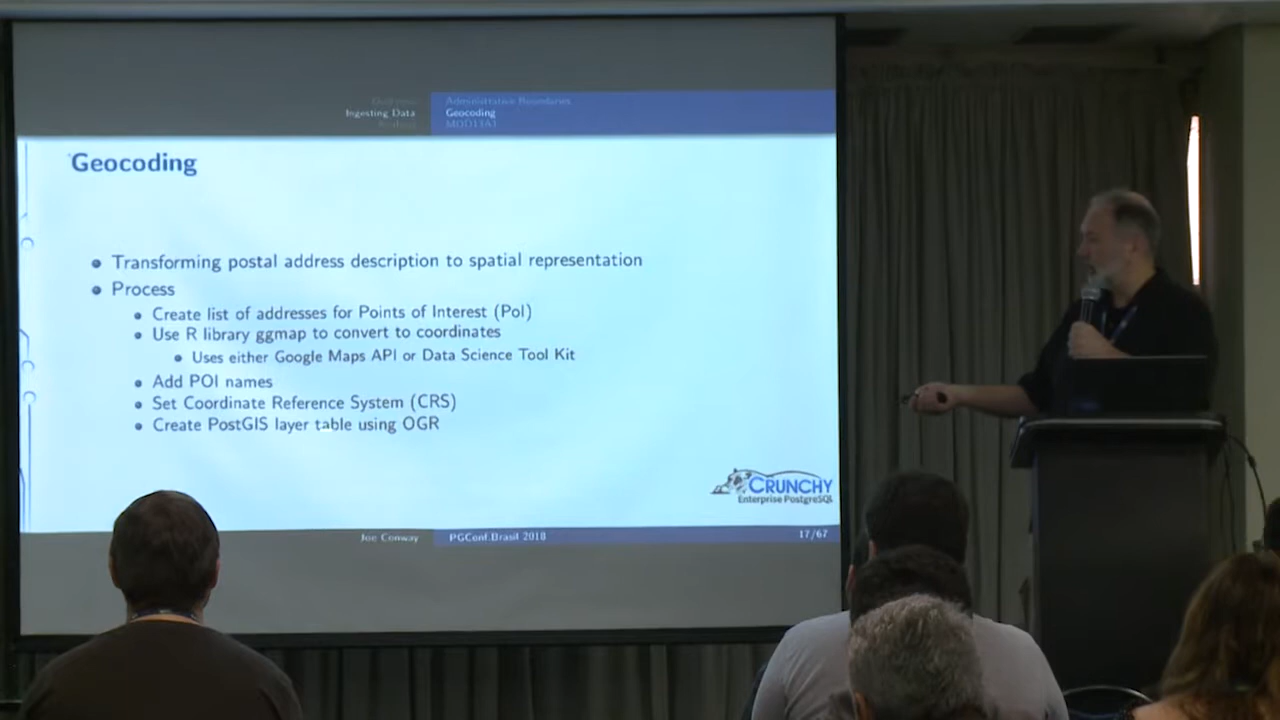 Administrative Boundaries
Ingesting Data
Geocoding
MOD13A1
Geocoding
Transforming postal address description to spatial representation
Process
Create list of addresses for Points of Interest (PoI)
Use R library ggmap to convert to coordinates
Uses either Google Maps API or Data Science Tool Kit
Add POI names
Set Coordinate Reference System (CRS)
Create PostGIS layer table using OGR
CRUNCHY
Enterprise PostgreSQL
Joe Conway
PGConf.Brasil 2018
17/67